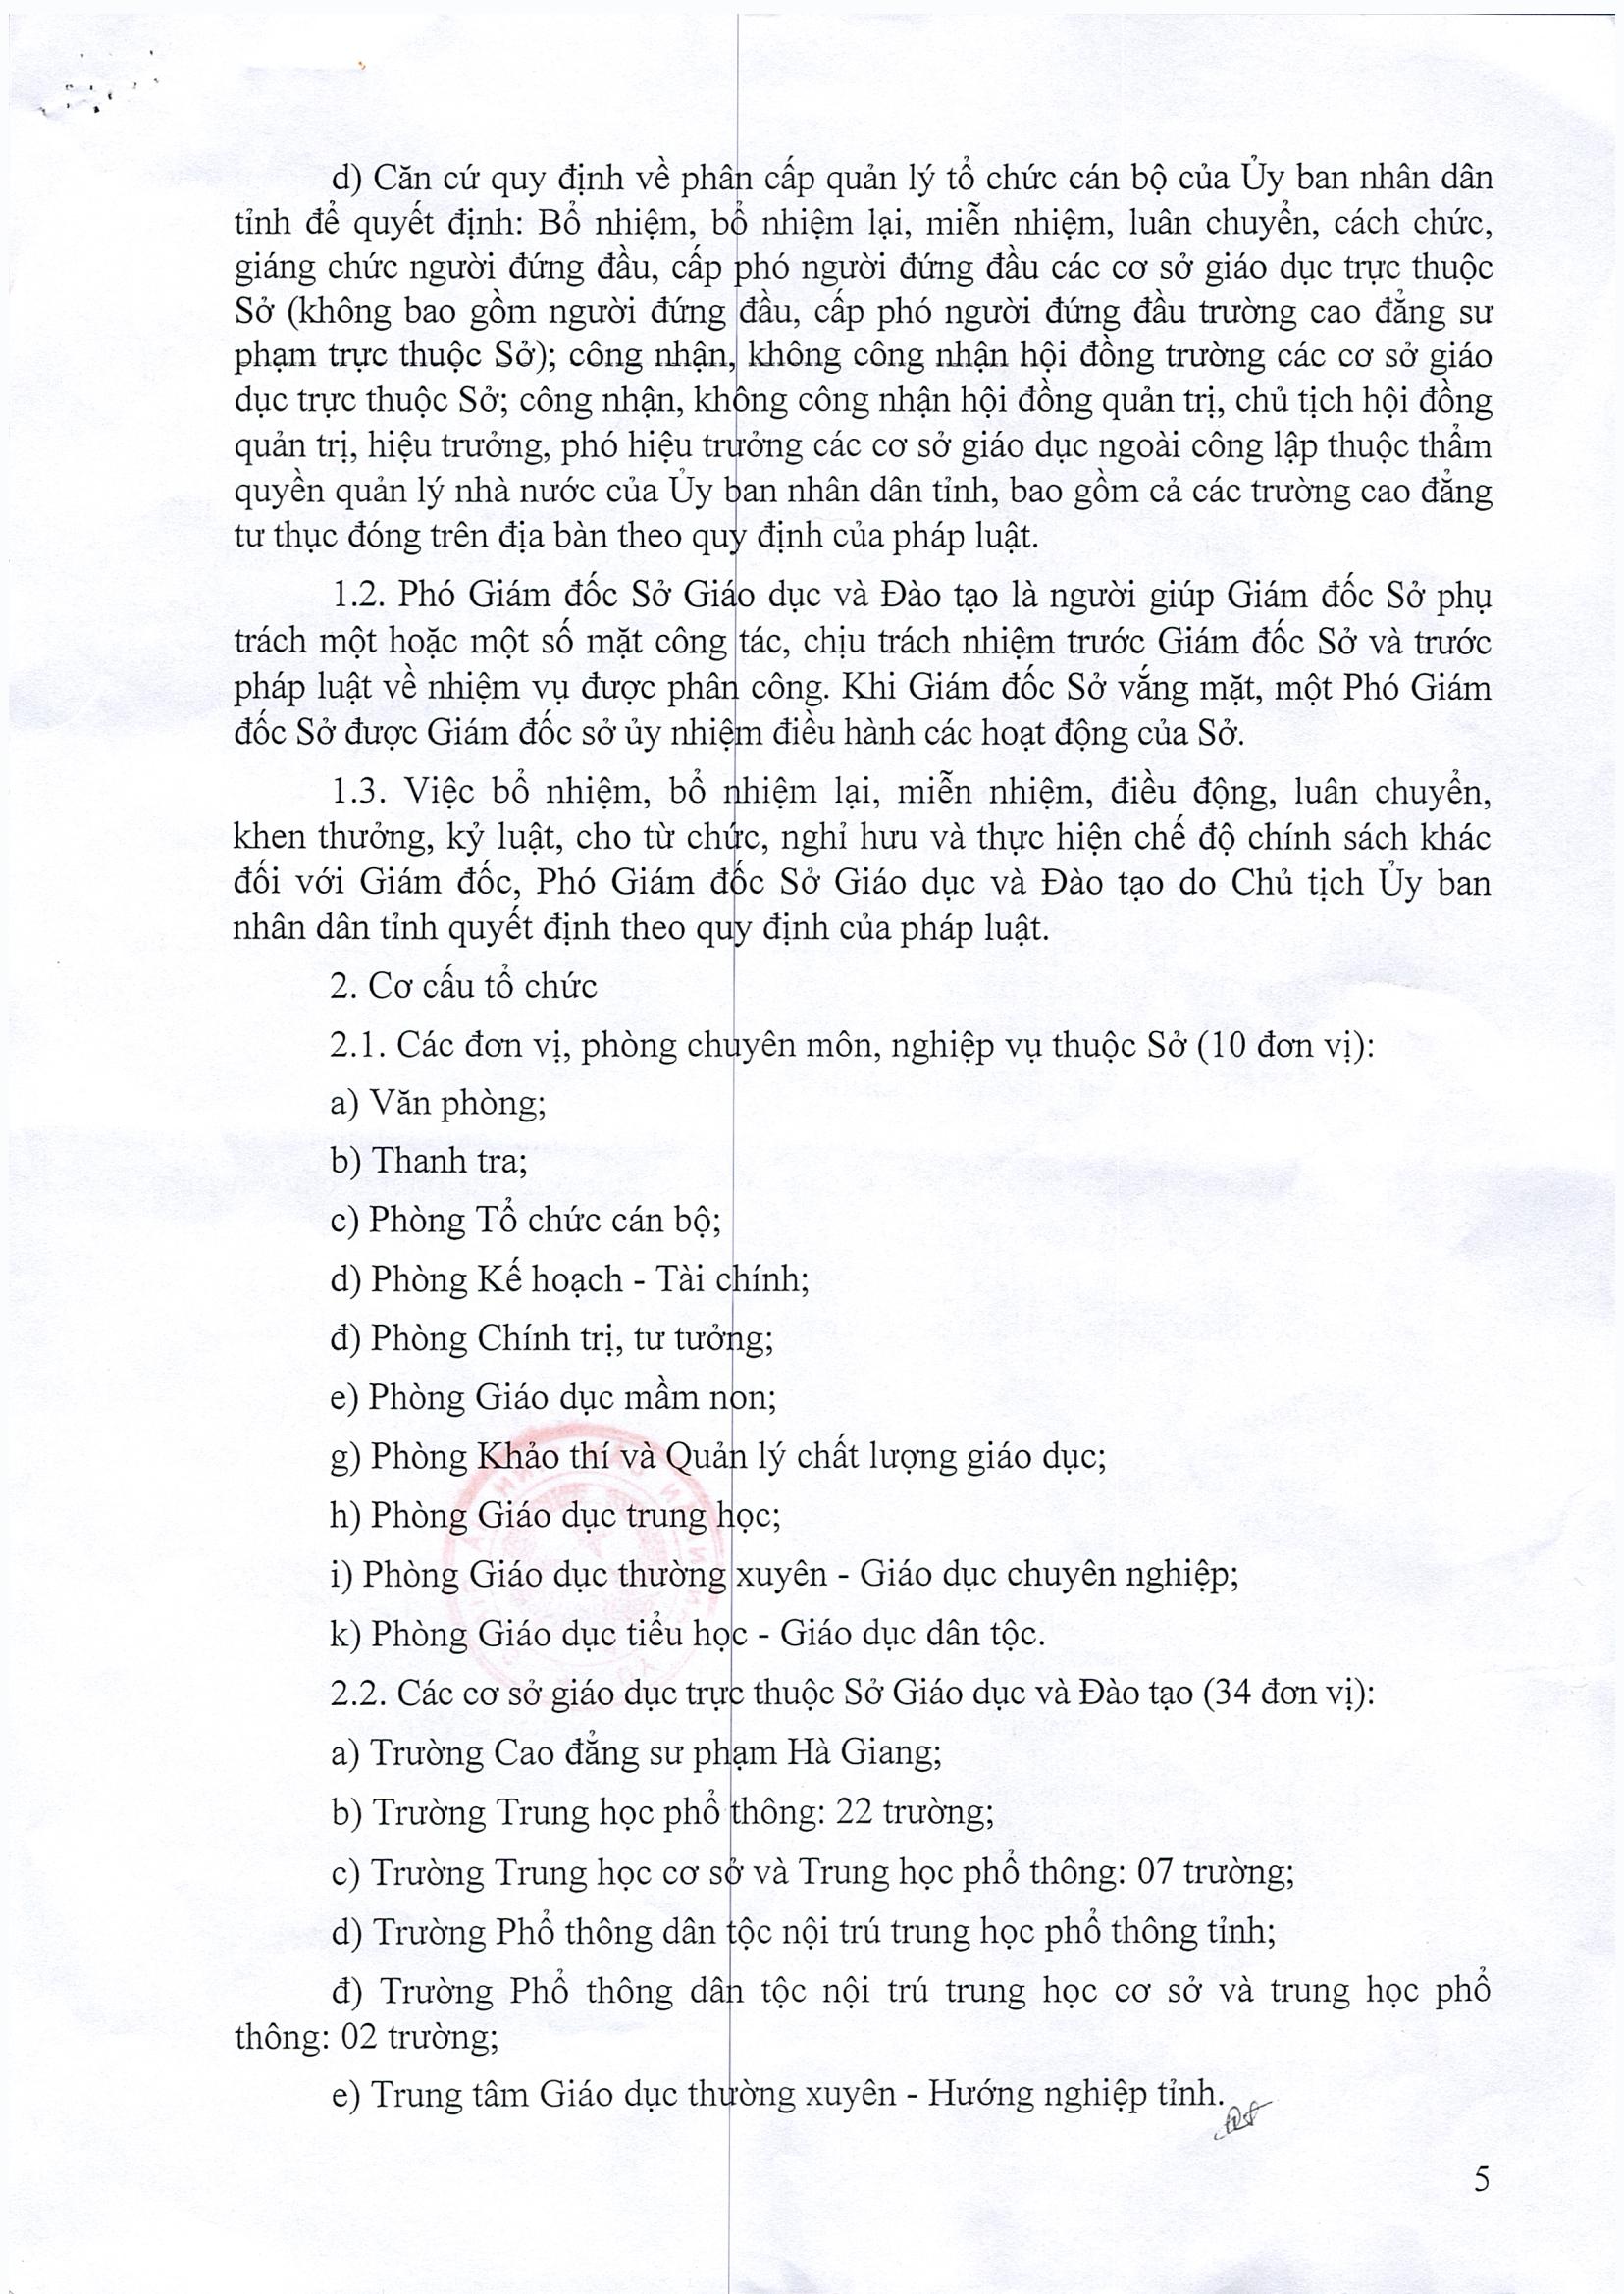 d) Căn cứ quy định về phân cấp quản lý tổ chức cán bộ của Ủy ban nhân dân
tỉnh để quyết định: Bổ nhiệm, bổ nhiệm lại, miễn nhiệm, luân chuyển, cách chức,
giáng chức người đứng đầu, cấp phó người đứng đầu các cơ sở giáo dục trực thuộc
Sở (không bao gồm người đứng đầu, cấp phó người đứng đầu trường cao đẳng sư
phạm trực thuộc Sở); công nhận, không công nhận hội đồng trường các cơ sở giáo
dục trực thuộc Sở; công nhận, không công nhận hội đồng quản trị, chủ tịch hội đồng
quản trị, hiệu trưởng, phó hiệu trưởng các cơ sở giáo dục ngoài công lập thuộc thẩm
quyền quản lý nhà nước của Ủy ban nhân dân tỉnh, bao gồm cả các trường cao đẳng
tư thục đóng trên địa bàn theo quy định của pháp luật.
1.2. Phó Giám đốc Sở Giáo dục và Đào tạo là người giúp Giám đốc Sở phụ
trách một hoặc một số mặt công tác, chịu trách nhiệm trước Giám đốc Sở và trước
pháp luật về nhiệm vụ được phân công. Khi Giám đốc Sở vắng mặt, một Phó Giám
đốc Sở được Giám đốc sở ủy nhiệm điều hành các hoạt động của Sở.
1.3. Việc bổ nhiệm, bổ nhiệm lại, miễn nhiệm, điều động, luân chuyển,
khen thưởng, kỷ luật, cho từ chức, nghỉ hưu và thực hiện chế độ chính sách khác
đối với Giám đốc, Phó Giám đốc Sở Giáo dục và Đào tạo do Chủ tịch Ủy ban
nhân dân tỉnh quyết định theo quy định của pháp luật.
2. Cơ cấu tổ chức
2.1. Các đơn vị, phòng chuyên môn, nghiệp vụ thuộc Sở (10 đơn vị):
a) Văn phòng;
b) Thanh tra;
c) Phòng Tổ chức cán bộ;
d) Phòng Kế hoạch - Tài chính;
đ) Phòng Chính trị, tư tưởng;
e) Phòng Giáo dục mầm non;
g) Phòng Khảo thí và Quản lý chất lượng giáo dục;
h) Phòng Giáo dục trung học;
i) Phòng Giáo dục thường xuyên - Giáo dục chuyên nghiệp;
k) Phòng Giáo dục tiểu học - Giáo dục dân tộc.
2.2. Các cơ sở giáo dục trực thuộc Sở Giáo dục và Đào tạo (34 đơn vị):
a) Trường Cao đẳng sư phạm Hà Giang;
b) Trường Trung học phổ thông: 22 trường;
c) Trường Trung học cơ sở và Trung học phổ thông: 07 trường;
d) Trường Phổ thông dân tộc nội trú trung học phổ thông tỉnh;
đ) Trường Phổ thông dân tộc nội trú trung học cơ sở và trung học phổ
thông: 02 trường;
e) Trung tâm Giáo dục thường xuyên - Hướng nghiệp tỉnh.
5